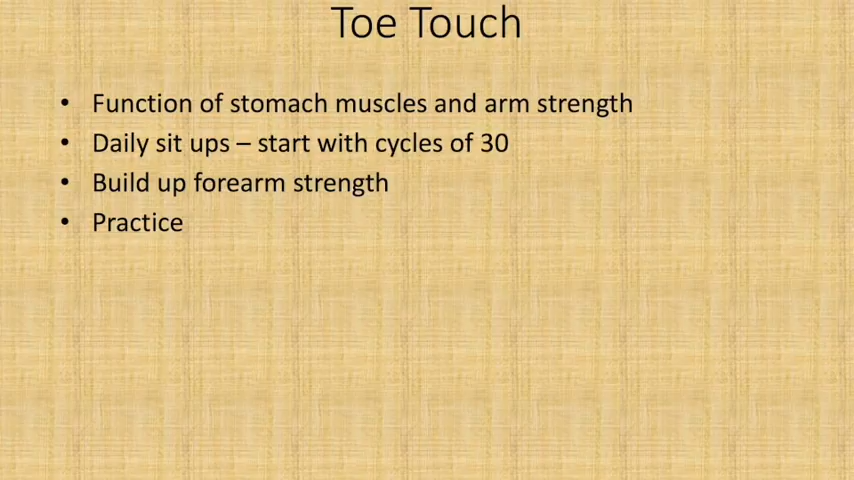 Toe Touch
• Function of stomach muscles and arm strength
• Daily sit ups – start with cycles of 30
• Build up forearm strength
• Practice